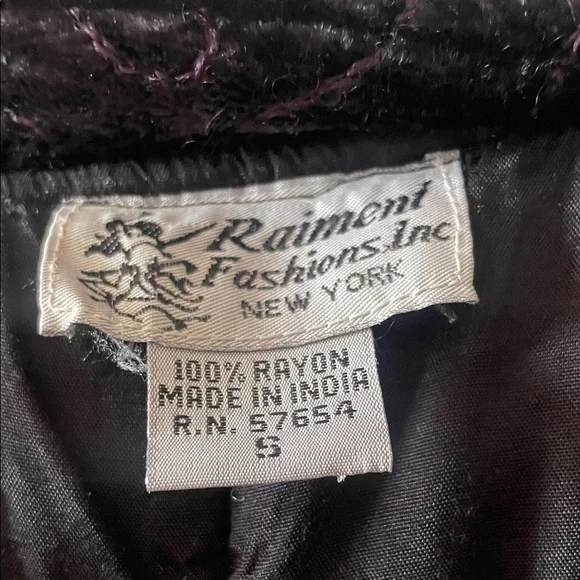 Raiment
Fashions, Inc
NEW YORK
100% RAYON
MADE IN INDIA
R.N. 57654
S